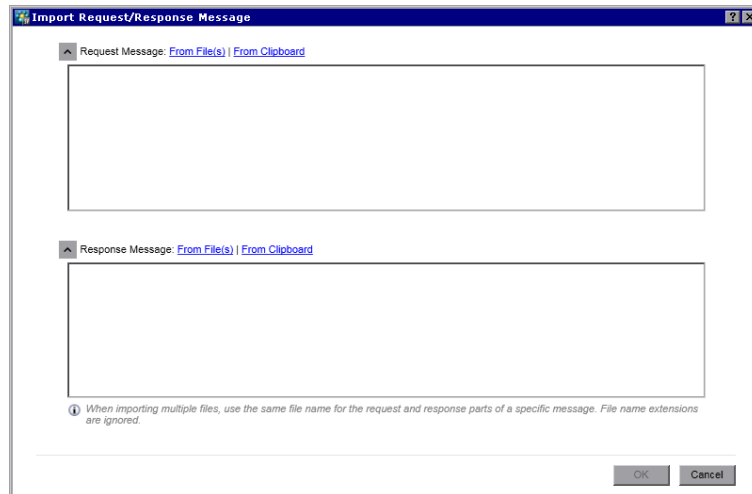 Import Request/Response Message
Request Message: From File(s) | From Clipboard
Response Message: From File(s) | From Clipboard
When importing multiple files, use the same file name for the request and response parts of a specific message. File name extensions
are ignored.
OK Cancel